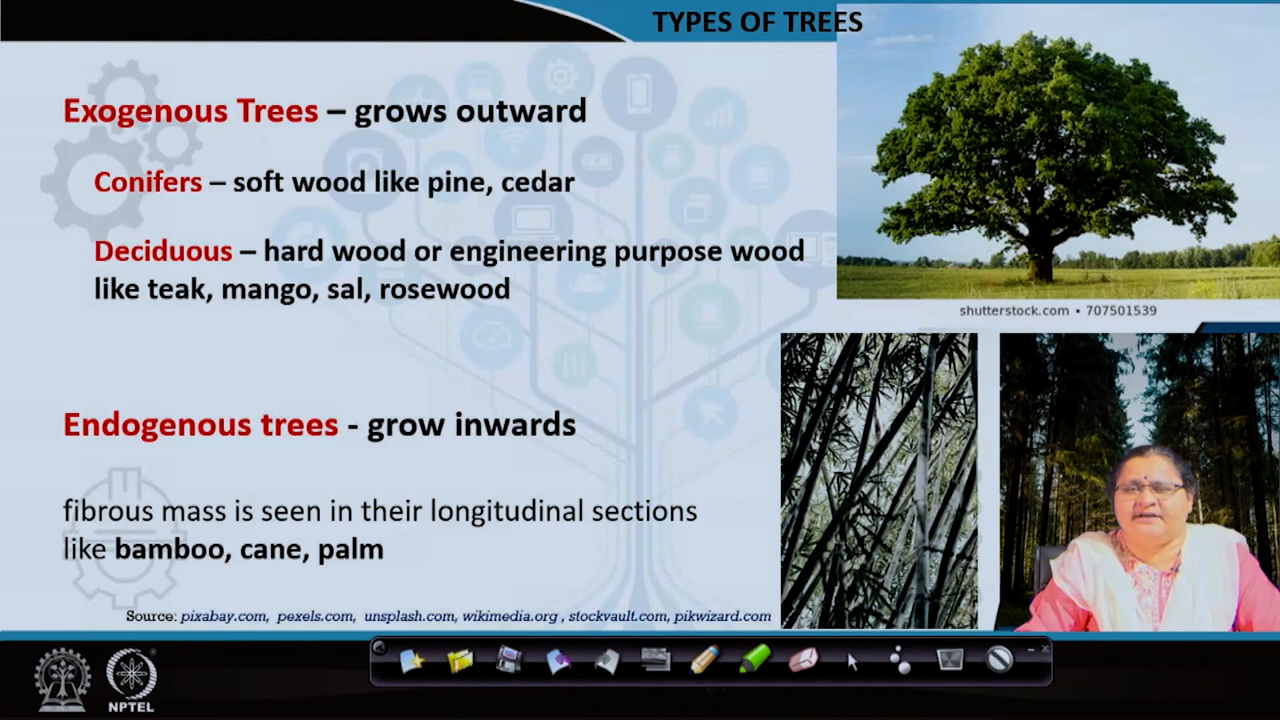 TYPES OF TREES
Exogenous Trees – grows outward
Conifers – soft wood like pine, cedar
Deciduous – hard wood or engineering purpose wood
like teak, mango, sal, rosewood
shutterstock.com • 707501539
Endogenous trees - grow inwards
fibrous mass is seen in their longitudinal sections
like bamboo, cane, palm
Source: pixabay.com, pexels.com, unsplash.com, wikimedia.org , stockvault.com, pikwizard.com
NPTEL